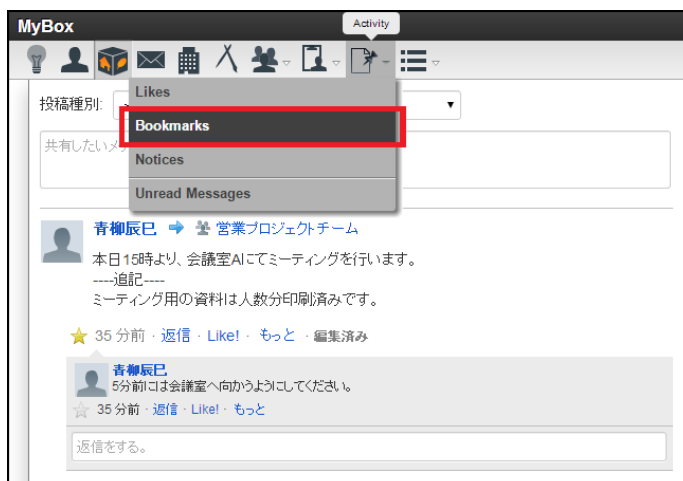 MyBox
Activity
投稿種別:
Likes
Bookmarks
Notices
Unread Messages
共有したい
青柳辰巳 営業プロジェクトチーム
本日15時より、会議室AIにてミーティングを行います。
----追記----
ミーティング用の資料は人数分印刷済みです。
35 分前 · 返信 · Like! · もっと · 編集済み
青柳辰巳
5分前には会議室へ向かうようにしてください。
35 分前 · 返信 · Like! · もっと
返信をする。